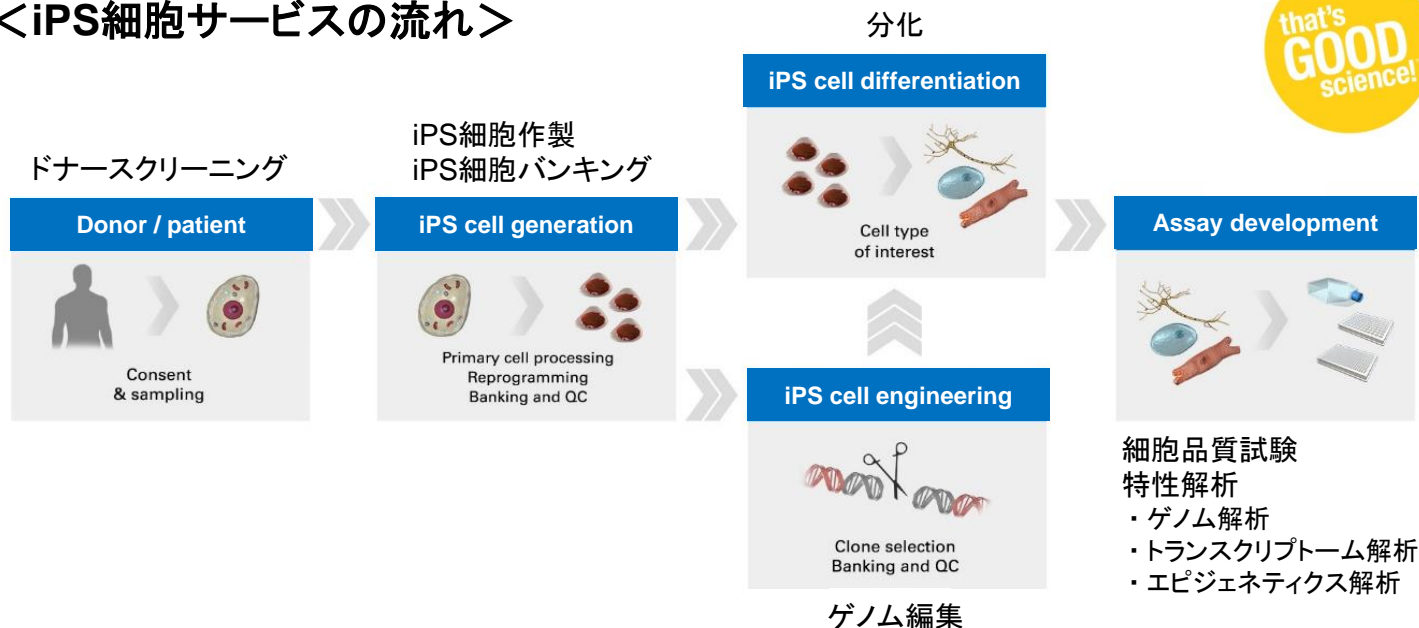 ＜iPS細胞サービスの流れ＞
that's
GOOD
science!
ドナースクリーニング
Donor / patient
Consent
& sampling
iPS細胞作製
iPS細胞バンキング
iPS cell generation
Primary cell processing
Reprogramming
Banking and QC
分化
iPS cell differentiation
Cell type
of interest
iPS cell engineering
Clone selection
Banking and QC
ゲノム編集
Assay development
細胞品質試験
特性解析
・ゲノム解析
・トランスクリプトーム解析
・エピジェネティクス解析